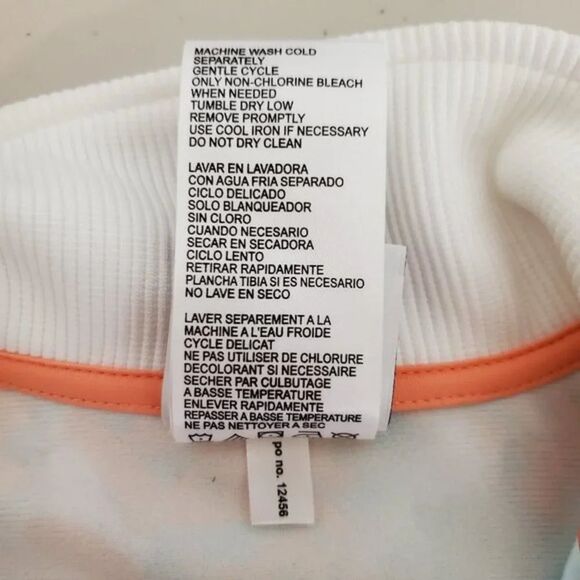 MACHINE WASH COLD
SEPARATELY
GENTLE CYCLE
ONLY NON-CHLORINE BLEACH
WHEN NEEDED
TUMBLE DRY LOW
REMOVE PROMPTLY
USE COOL IRON IF NECESSARY
DO NOT DRY CLEAN
LAVAR EN LAVADORA
CON AGUA FRIA SEPARADO
CICLO DELICADO
SOLO BLANQUEADOR
SIN CLORO
CUANDO NECESARIO
SECAR EN SECADORA
CICLO LENTO
RETIRAR RAPIDAMENTE
PLANCHA TIBIA SI ES NECESARIO
NO LAVE EN SECO
LAVER SEPAREMENT A LA
MACHINE A L'EAU FROIDE
CYCLE DELICAT
NE PAS UTILISER DE CHLORURE
DECOLORANT SI NECESSAIRE
SECHER PAR CULBUTAGE
A BASSE TEMPERATURE
ENLEVER RAPIDAMENTE
REPASSER A BASSE TEMPERATURE
NE PAS NETTOYER A SEC
po no. 12456